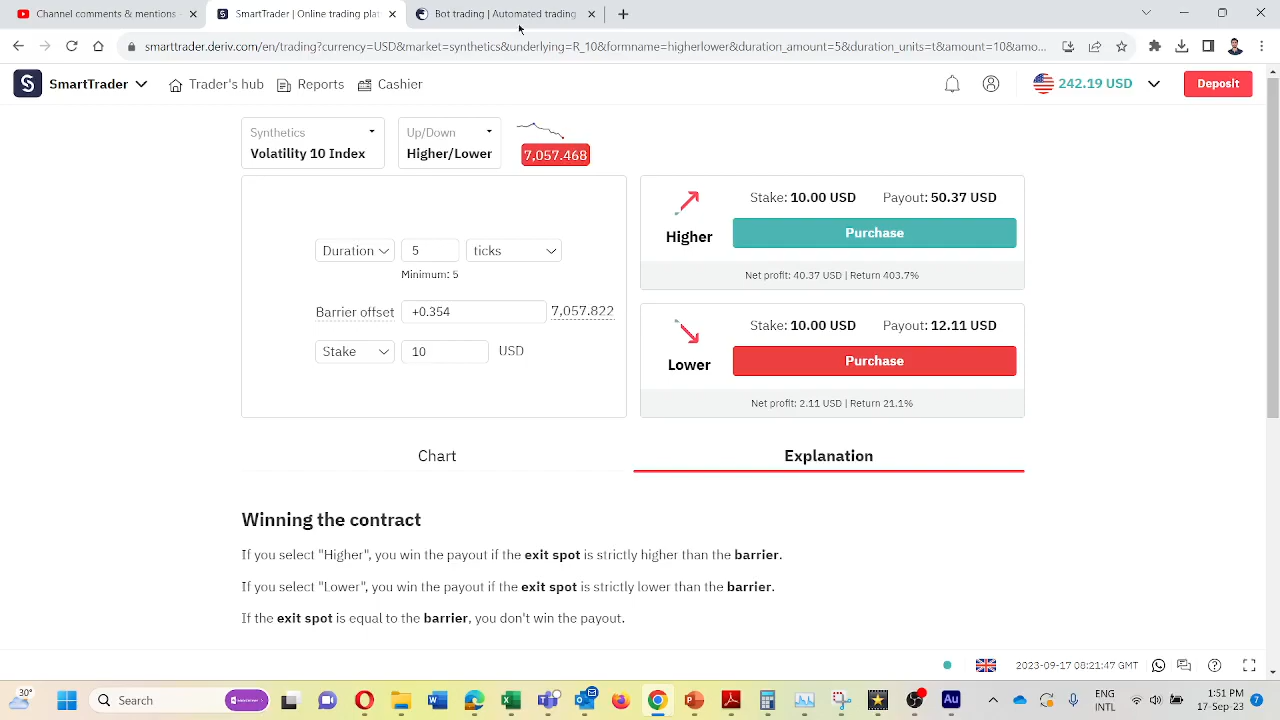 Channel comments & mentions
SmartTrader | Online trading plat
Bot trading | Automated trading
smarttrader.deriv.com/en/trading?currency=USD&market=synthetics&underlying=R_10&formname=higherlower&duration_amount=5&duration_units=t&amount=10&amo...
S
SmartTrader
Trader's hub
Reports
Cashier
242.19 USD
Deposit
Synthetics
Volatility 10 Index
Up/Down
Higher/Lower
7,057.468
Duration
5
ticks
Minimum: 5
Barrier offset
+0.354
7,057.822
Stake
10
USD
Higher
Stake: 10.00 USD
Payout: 50.37 USD
Purchase
Net profit: 40.37 USD | Return 403.7%
Lower
Stake: 10.00 USD
Payout: 12.11 USD
Purchase
Net profit: 2.11 USD | Return 21.1%
Chart
Explanation
Winning the contract
If you select "Higher", you win the payout if the exit spot is strictly higher than the barrier.
If you select "Lower", you win the payout if the exit spot is strictly lower than the barrier.
If the exit spot is equal to the barrier, you don't win the payout.
2023-09-17 08:21:47 GMT
30°
Search
Au
ENG
INTL
1:51 PM
17-Sep-23
7